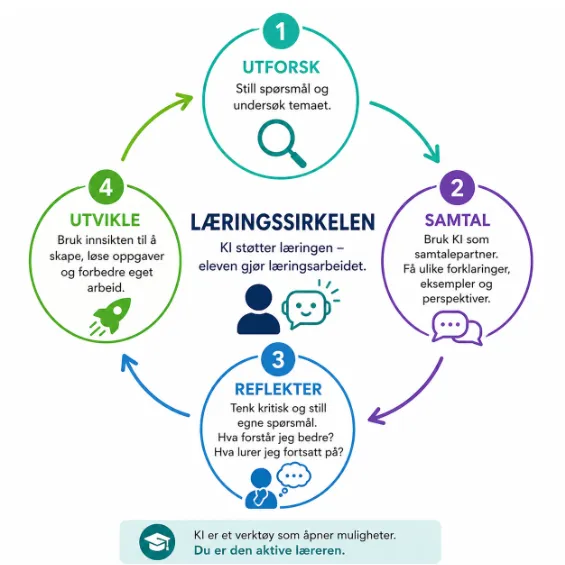 1
UTFORSK
Still spørsmål og
undersøk temaet.
2
SAMTAL
Bruk KI som
samtalepartner.
Få ulike forklaringer,
eksempler og
perspektiver.
3
REFLEKTER
Tenk kritisk og still
egne spørsmål.
Hva forstår jeg bedre?
Hva lurer jeg fortsatt på?
4
UTVIKLE
Bruk innsikten til å
skape, løse oppgaver
og forbedre eget
arbeid.
LÆRINGSSIRKELEN
KI støtter læringen –
eleven gjør læringsarbeidet.
KI er et verktøy som åpner muligheter.
Du er den aktive læreren.